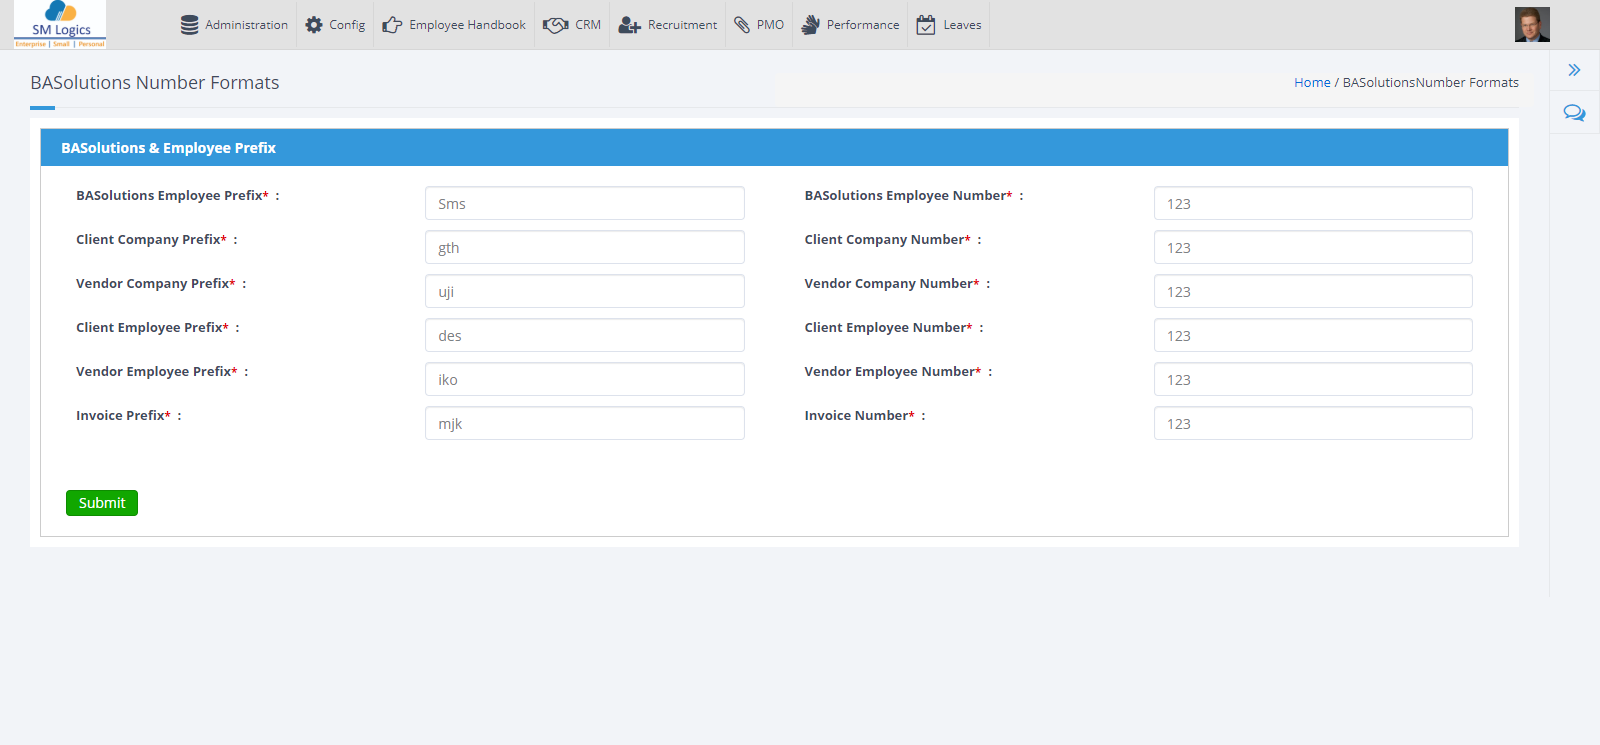 SM Logics
Enterprise | Small | Personal
Administration Config Employee Handbook CRM Recruitment PMO Performance Leaves
BASolutions Number Formats
Home / BASolutionsNumber Formats
BASolutions & Employee Prefix
BASolutions Employee Prefix* : Sms BASolutions Employee Number* : 123
Client Company Prefix* : gth Client Company Number* : 123
Vendor Company Prefix* : uji Vendor Company Number* : 123
Client Employee Prefix* : des Client Employee Number* : 123
Vendor Employee Prefix* : iko Vendor Employee Number* : 123
Invoice Prefix* : mjk Invoice Number* : 123
Submit